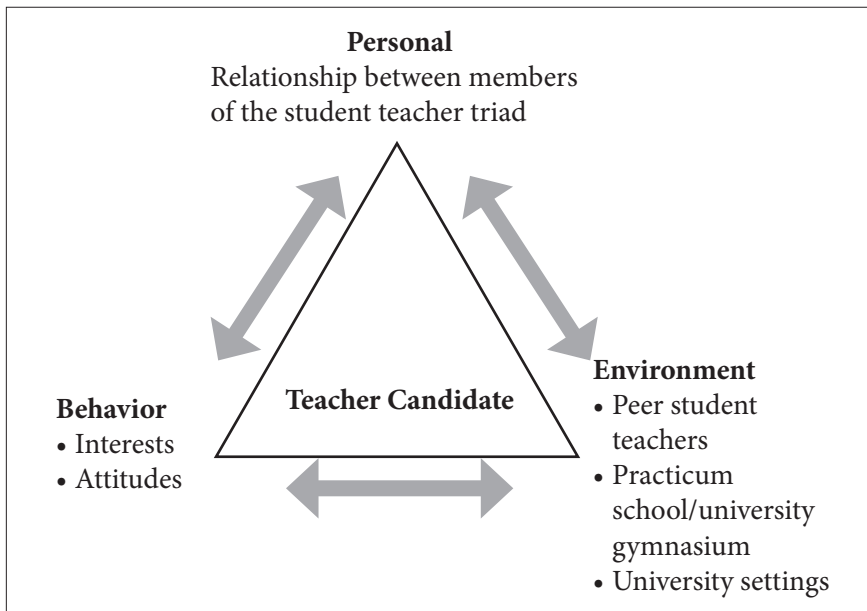 Personal
Relationship between members
of the student teacher triad
Teacher Candidate
Behavior
• Interests
• Attitudes
Environment
• Peer student
teachers
• Practicum
school/university
gymnasium
• University settings